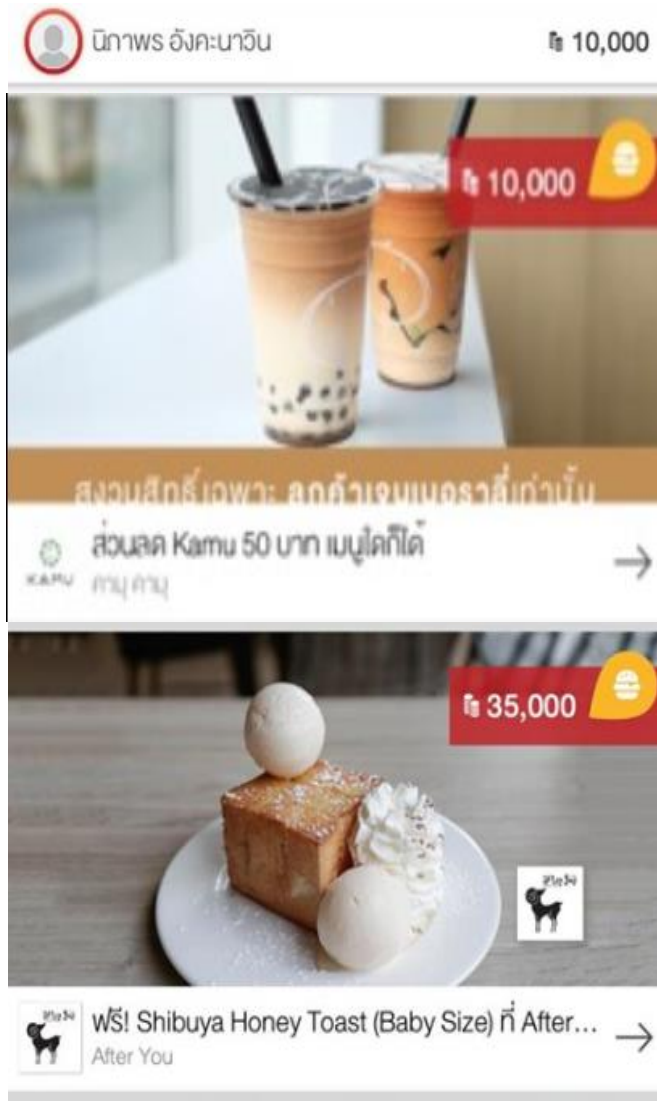 นิภาพร อังคะนาวิน
10,000
10,000
สงวนสิทธิ์เฉพาะ ลูกค้าเจนเนอราลี่เท่านั้น
ส่วนลด Kamu 50 บาท เมนูใดก็ได้
KAMU
คามุ คามุ
35,000
ฟรี! Shibuya Honey Toast (Baby Size) ที่ After...
After You